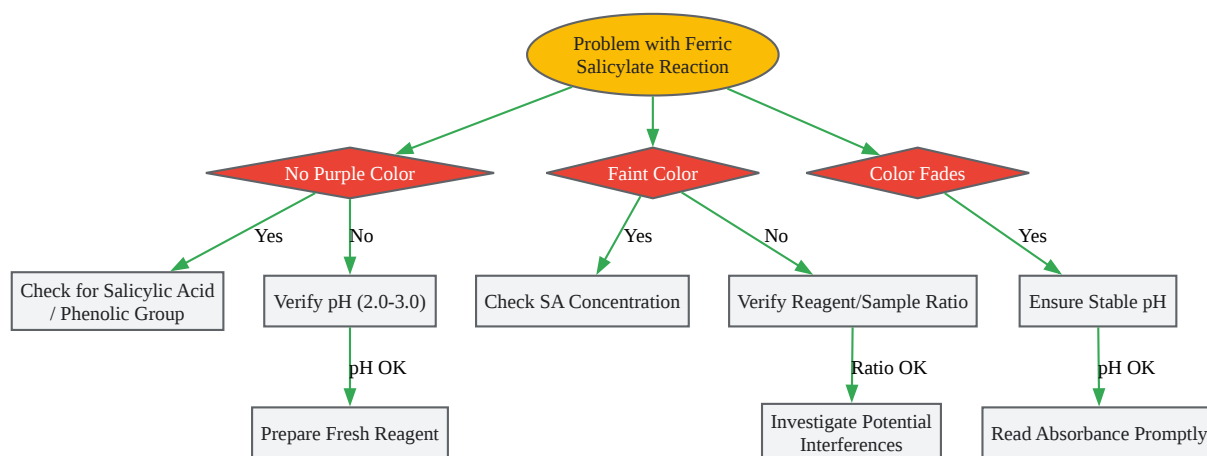 Problem with Ferric
Salicylate Reaction
No Purple Color
Faint Color
Color Fades
Yes
No
Yes
No
Yes
Check for Salicylic Acid
/ Phenolic Group
Verify pH (2.0-3.0)
Check SA Concentration
Verify Reagent/Sample Ratio
Ensure Stable pH
pH OK
Ratio OK
pH OK
Prepare Fresh Reagent
Investigate Potential
Interferences
Read Absorbance Promptly